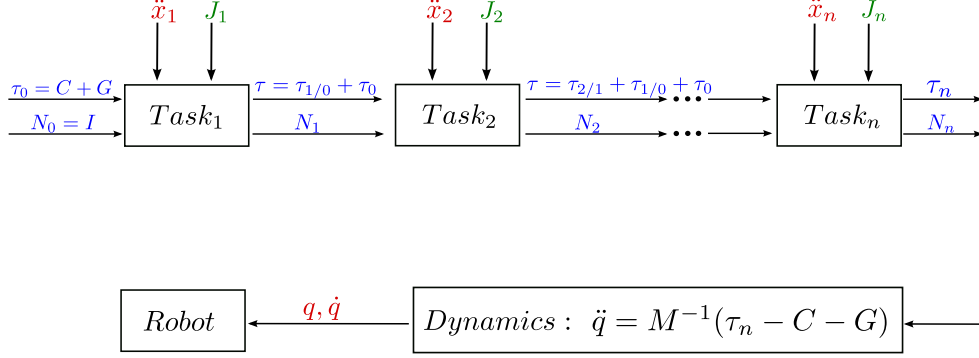 ẍ₁ J₁ ẍ₂ J₂ ẍₙ Jₙ
τ₀ = C + G τ = τ₁/₀ + τ₀ τ = τ₂/₁ + τ₁/₀ + τ₀ ••• τₙ
Task₁ Task₂ Taskₙ
N₀ = I N₁ N₂ ••• Nₙ
Robot q, q̇ Dynamics : q̈ = M⁻¹(τₙ − C − G)